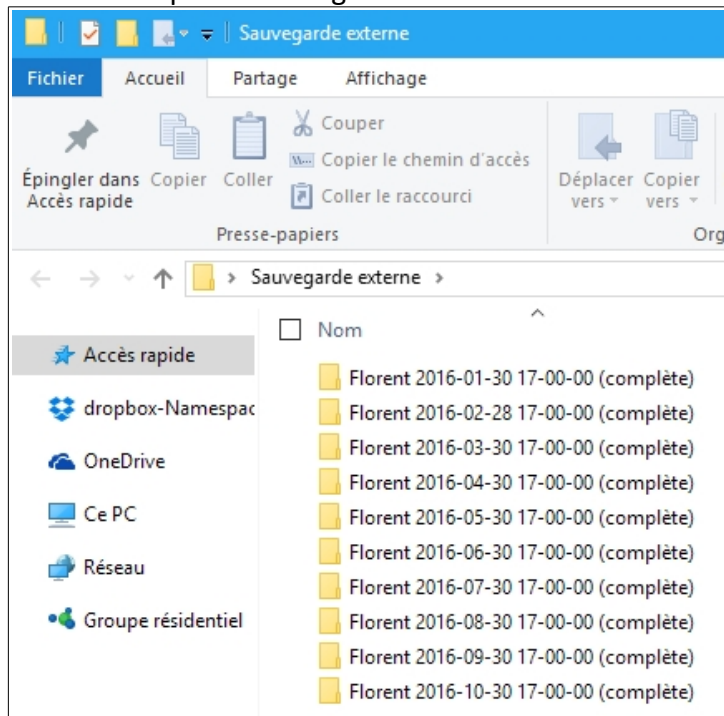 Sauvegarde externe
Fichier Accueil Partage Affichage
Épingler dans Accès rapide
Copier
Coller
Couper
Copier le chemin d'accès
Coller le raccourci
Déplacer vers
Copier vers
Presse-papiers
Org
Sauvegarde externe
Nom
Accès rapide
dropbox-Namespac
OneDrive
Ce PC
Réseau
Groupe résidentiel
Florent 2016-01-30 17-00-00 (complète)
Florent 2016-02-28 17-00-00 (complète)
Florent 2016-03-30 17-00-00 (complète)
Florent 2016-04-30 17-00-00 (complète)
Florent 2016-05-30 17-00-00 (complète)
Florent 2016-06-30 17-00-00 (complète)
Florent 2016-07-30 17-00-00 (complète)
Florent 2016-08-30 17-00-00 (complète)
Florent 2016-09-30 17-00-00 (complète)
Florent 2016-10-30 17-00-00 (complète)